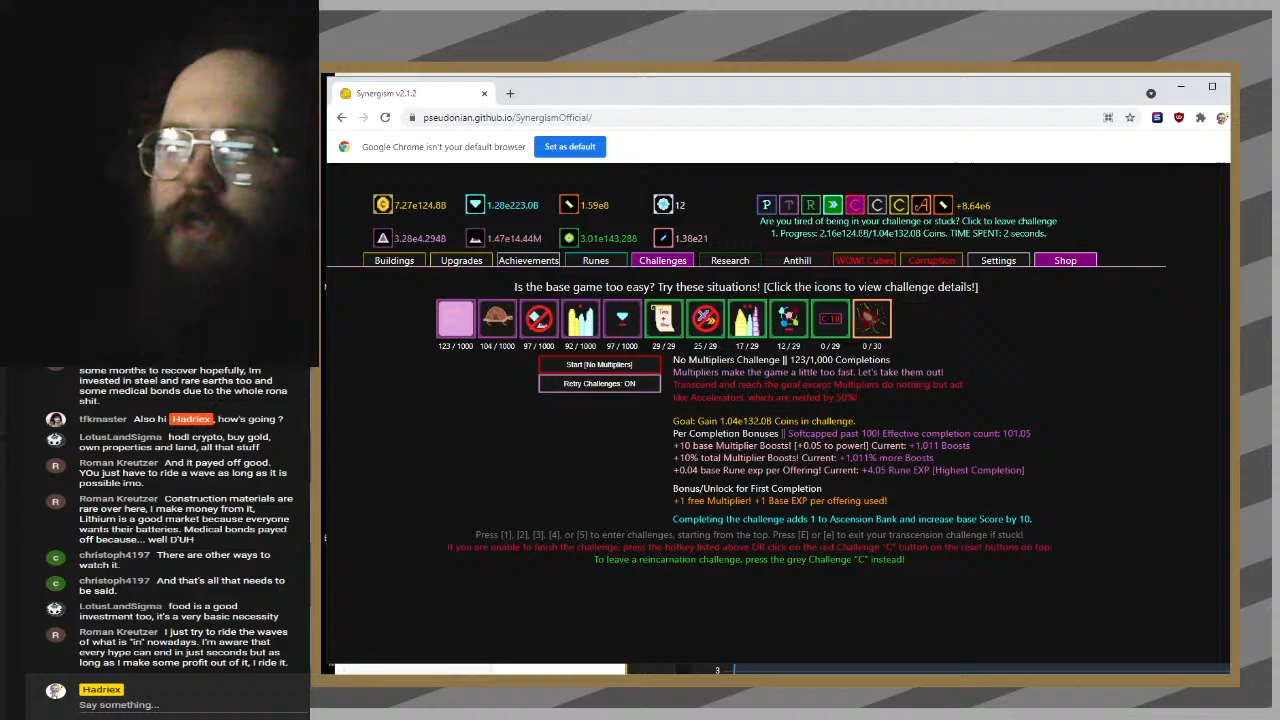 some months to recover hopefully, Im
invested in steel and rare earths too and
some medical bonds due to the whole rona
shit.
tfkmaster Also hi Hadriex, how's going ?
LotusLandSigma hodl crypto, buy gold,
own properties and land, all that stuff
Roman Kreutzer And it payed off good.
YOu just have to ride a wave as long as it is
possible imo.
Roman Kreutzer Construction materials are
rare over here, I make money from it,
Lithium is a good market because everyone
wants their batteries. Medical bonds payed
off because... well D'UH
christoph4197 There are other ways to
watch it.
christoph4197 And that's all that needs to
be said.
LotusLandSigma food is a good
investment too, it's a very basic necessity
Roman Kreutzer I just try to ride the waves
of what is "in" nowadays. I'm aware that
every hype can end in just seconds but as
long as I make some profit out of it, I ride it.
Hadriex
Say something...
Synergism v2.1.2
pseudonian.github.io/SynergismOfficial/
Google Chrome isn't your default browser
Set as default
7.27e124.8B 1.28e223.0B 1.59e8 12
P T R C C C A +8.64e6
Are you tired of being in your challenge or stuck? Click to leave challenge
1. Progress: 2.16e124.8B/1.04e132.0B Coins. TIME SPENT: 2 seconds.
3.28e4.294B 1.47e14.44M 3.01e143,288 1.38e21
Buildings Upgrades Achievements Runes Challenges Research Anthill WOW! Cubes Corruption Settings Shop
Is the base game too easy? Try these situations! [Click the icons to view challenge details!]
123 / 1000 104 / 1000 97 / 1000 92 / 1000 97 / 1000 29 / 29 25 / 29 17 / 29 12 / 29 0 / 29 0 / 30
Start [No Multipliers]
Retry Challenges: ON
No Multipliers Challenge || 123/1,000 Completions
Multipliers make the game a little too fast. Let's take them out!
Transcend and reach the goal except Multipliers do nothing but act
like Accelerators, which are nerfed by 50%!
Goal: Gain 1.04e132.0B Coins in challenge.
Per Completion Bonuses || Softcapped past 100! Effective completion count: 101.05
+10 base Multiplier Boosts! [+0.05 to power!] Current: +1,011 Boosts
+10% total Multiplier Boosts! Current: +1,011% more Boosts
+0.04 base Rune exp per Offering! Current: +4.05 Rune EXP [Highest Completion]
Bonus/Unlock for First Completion
+1 free Multiplier! +1 Base EXP per offering used!
Completing the challenge adds 1 to Ascension Bank and increase base Score by 10.
Press [1], [2], [3], [4], or [5] to enter challenges, starting from the top. Press [E] or [e] to exit your transcension challenge if stuck!
If you are unable to finish the challenge, press the hotkey listed above OR click on the red Challenge "C" button on the reset buttons on top.
To leave a reincarnation challenge, press the grey Challenge "C" instead!
3